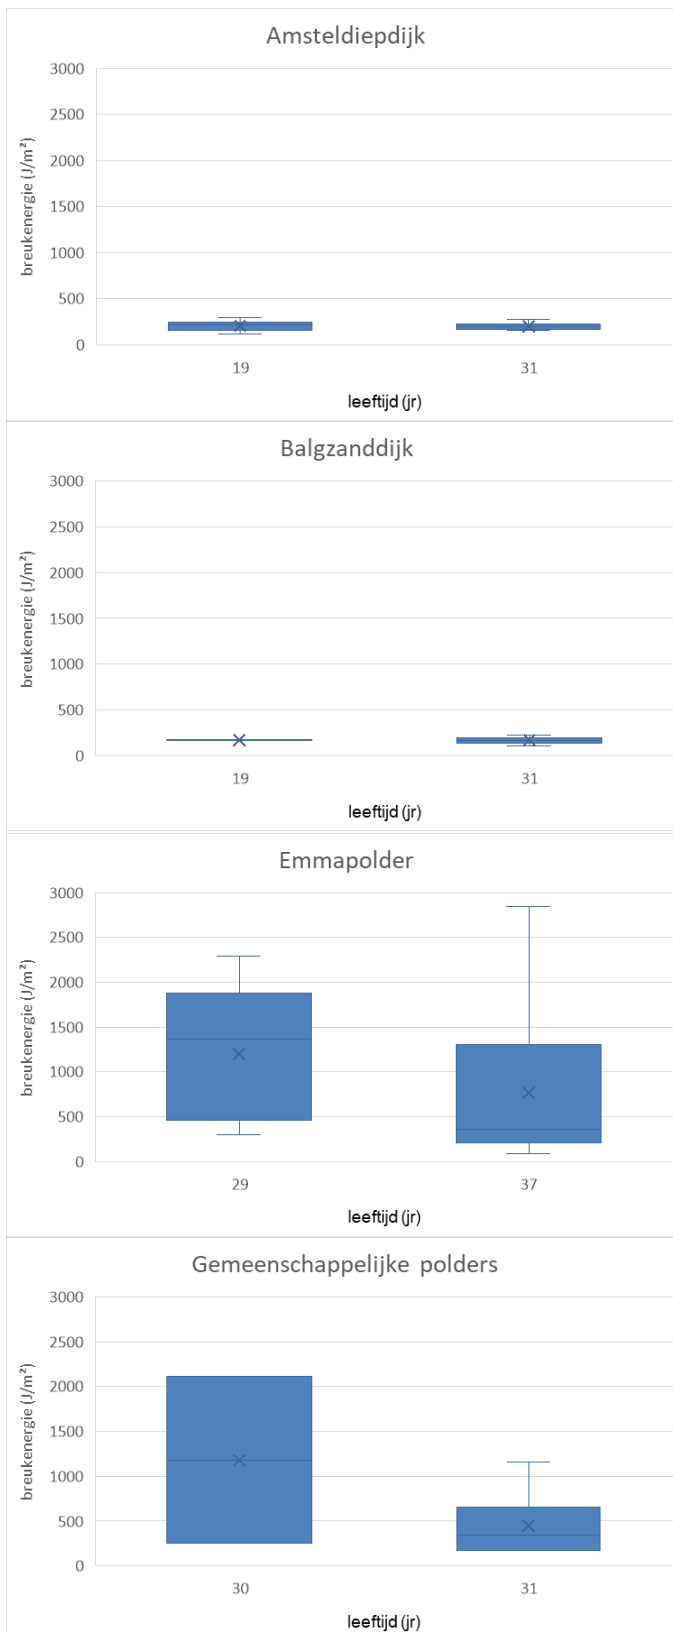 Amsteldiepdijk
3000
2500
2000
1500
1000
500
0
breukenergie (J/m²)
19 31
leeftijd (jr)
Balgzanddijk
3000
2500
2000
1500
1000
500
0
breukenergie (J/m²)
19 31
leeftijd (jr)
Emmapolder
3000
2500
2000
1500
1000
500
0
breukenergie (J/m²)
29 37
leeftijd (jr)
Gemeenschappelijke polders
3000
2500
2000
1500
1000
500
0
breukenergie (J/m²)
30 31
leeftijd (jr)